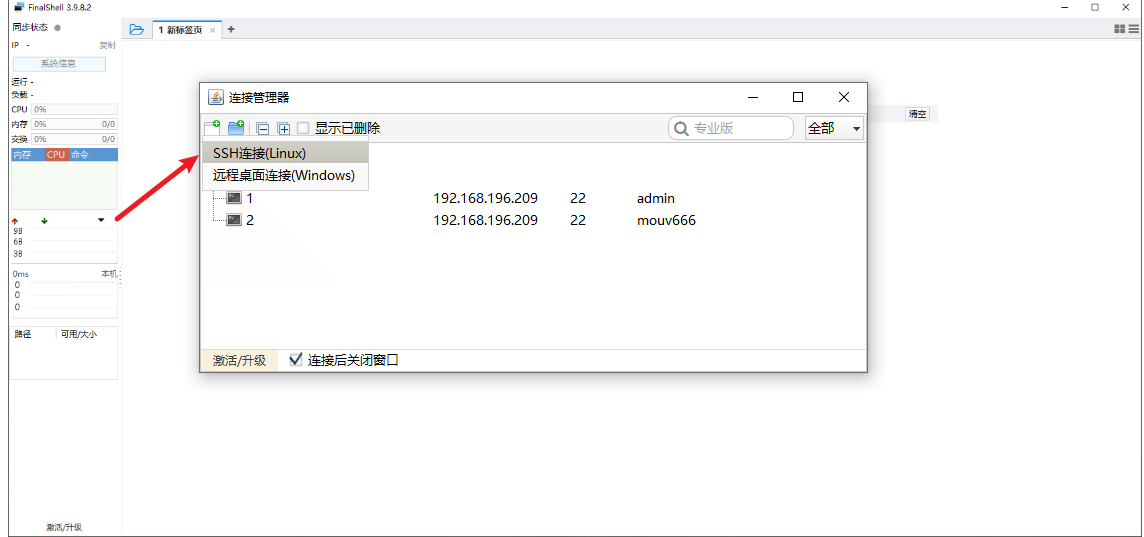 FinalShell 3.9.8.2
同步状态
1 新标签页
IP -
复制
系统信息
运行 -
负载 -
CPU 0%
内存 0% 0/0
交换 0% 0/0
内存 CPU 命令
9B
6B
3B
0ms 本机
0
0
0
路径 可用/大小
激活/升级
清空
连接管理器
显示已删除
专业版
全部
SSH连接(Linux)
远程桌面连接(Windows)
1 192.168.196.209 22 admin
2 192.168.196.209 22 mouv666
激活/升级
连接后关闭窗口